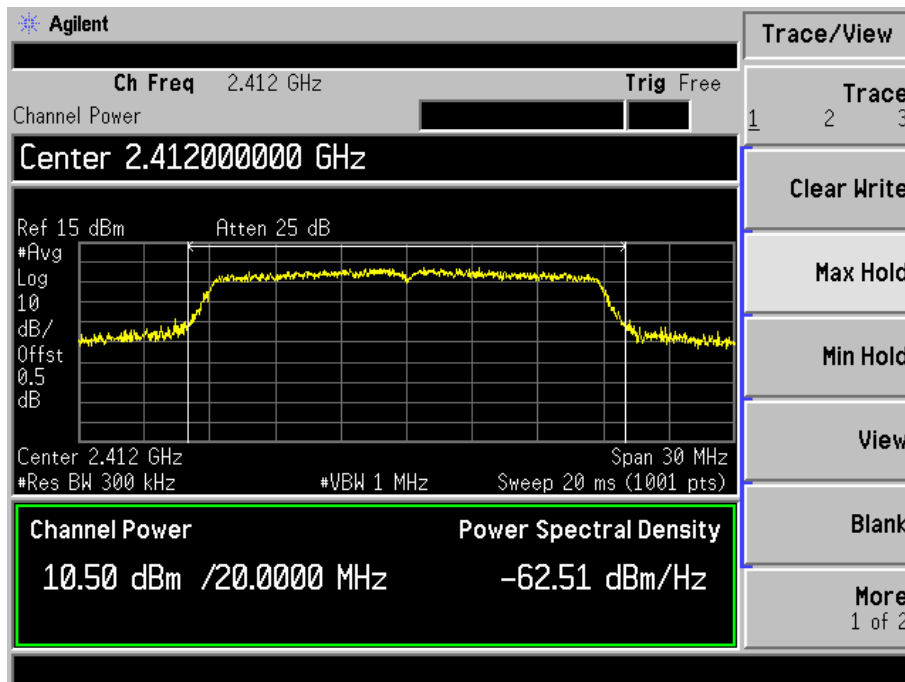 Agilent
Trace/View
Ch Freq 2.412 GHz Trig Free
Channel Power
Trace
1 2 3
Center 2.412000000 GHz
Clear Write
Ref 15 dBm Atten 25 dB
#Avg
Log
10
dB/
Offst
0.5
dB
Max Hold
Min Hold
Center 2.412 GHz Span 30 MHz
#Res BW 300 kHz #VBW 1 MHz Sweep 20 ms (1001 pts)
View
Channel Power Power Spectral Density
10.50 dBm /20.0000 MHz -62.51 dBm/Hz
Blank
More
1 of 2